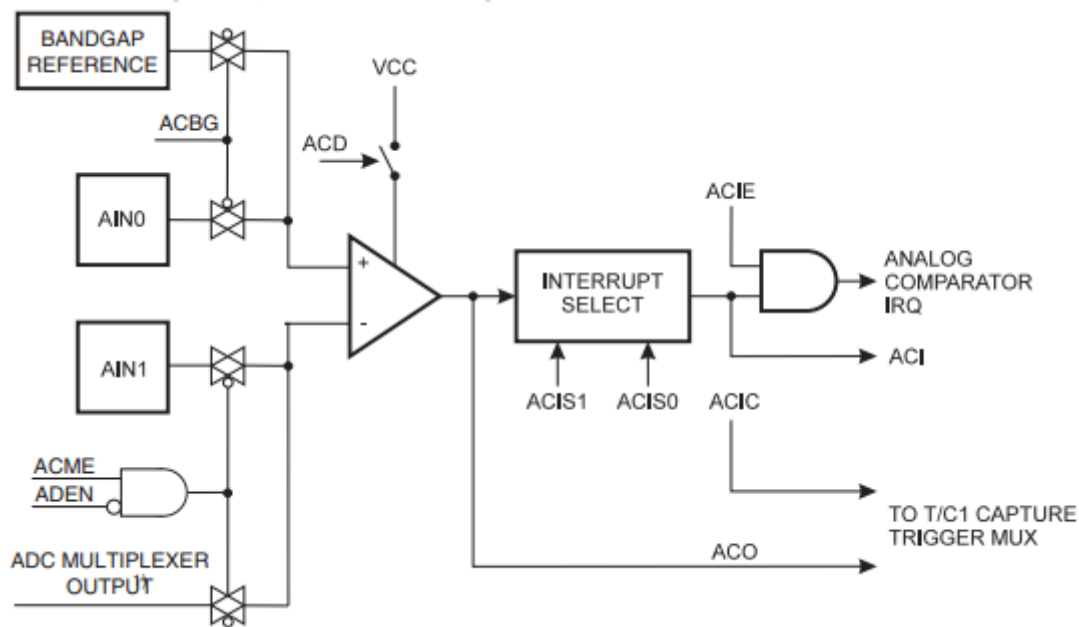 BANDGAP
REFERENCE
ACBG
AIN0
VCC
ACD
+
-
AIN1
ACME
ADEN
ADC MULTIPLEXER
OUTPUT
1)
INTERRUPT
SELECT
ACIS1
ACIS0
ACIE
ANALOG
COMPARATOR
IRQ
ACI
ACIC
TO T/C1 CAPTURE
TRIGGER MUX
ACO